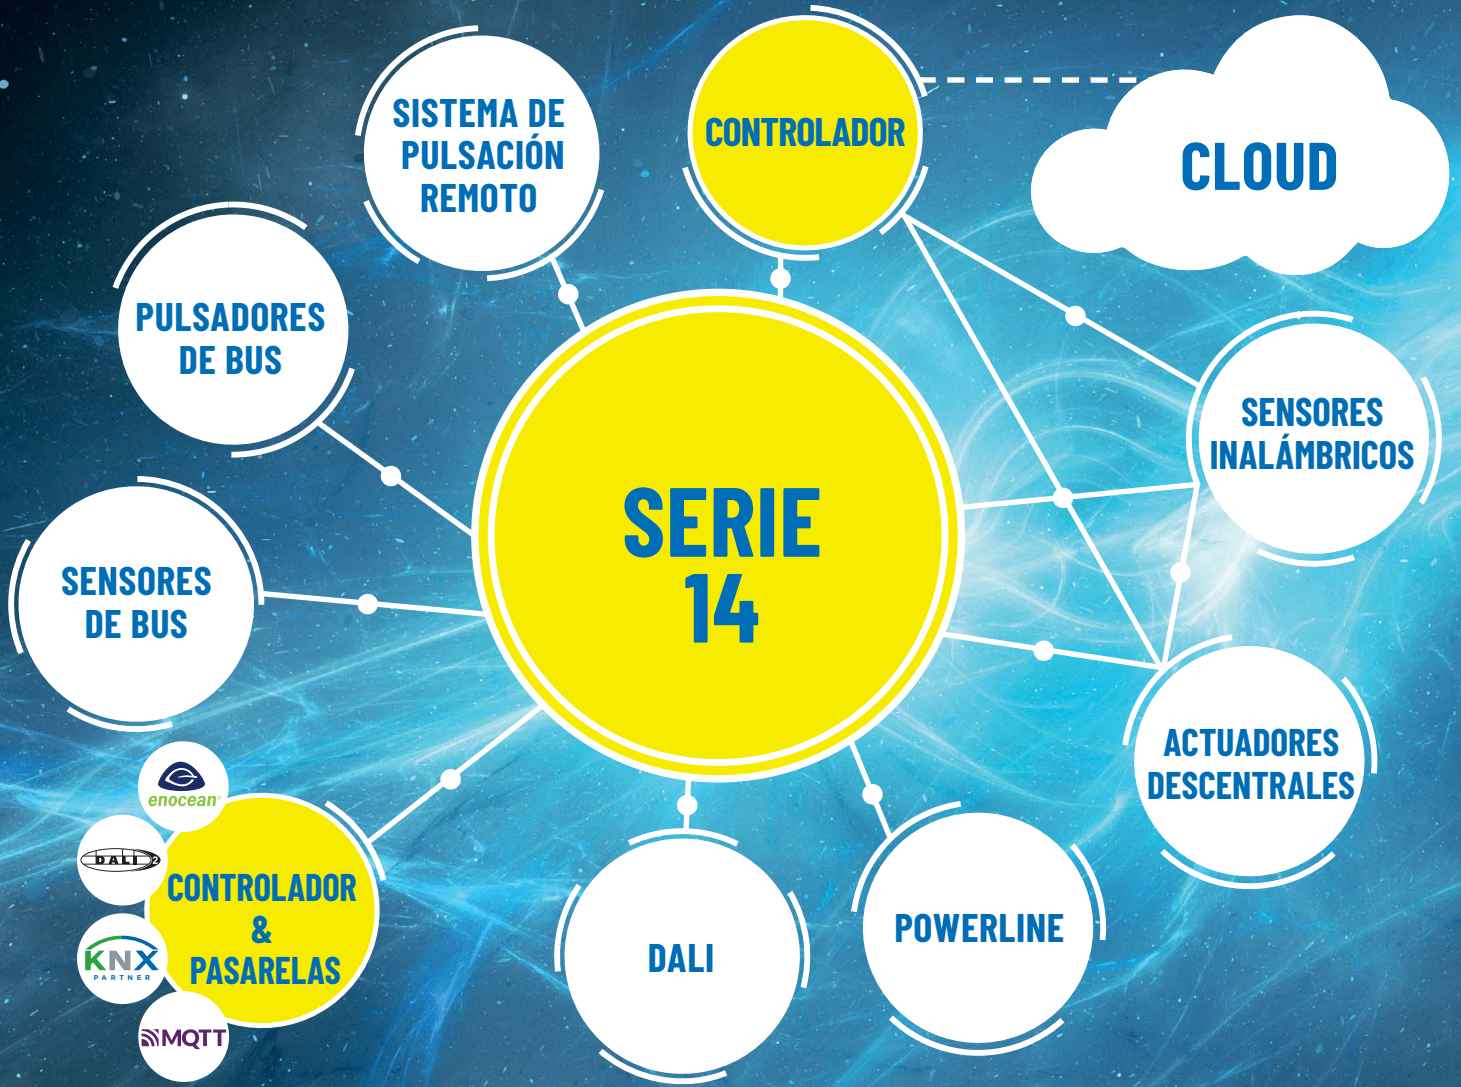 SISTEMA DE
PULSACIÓN
REMOTO
CONTROLADOR
CLOUD
PULSADORES
DE BUS
SENSORES
INALÁMBRICOS
SERIE
14
SENSORES
DE BUS
ACTUADORES
DESCENTRALES
enocean®
DALI 2
CONTROLADOR
&
PASARELAS
KNX
PARTNER
MQTT
DALI
POWERLINE